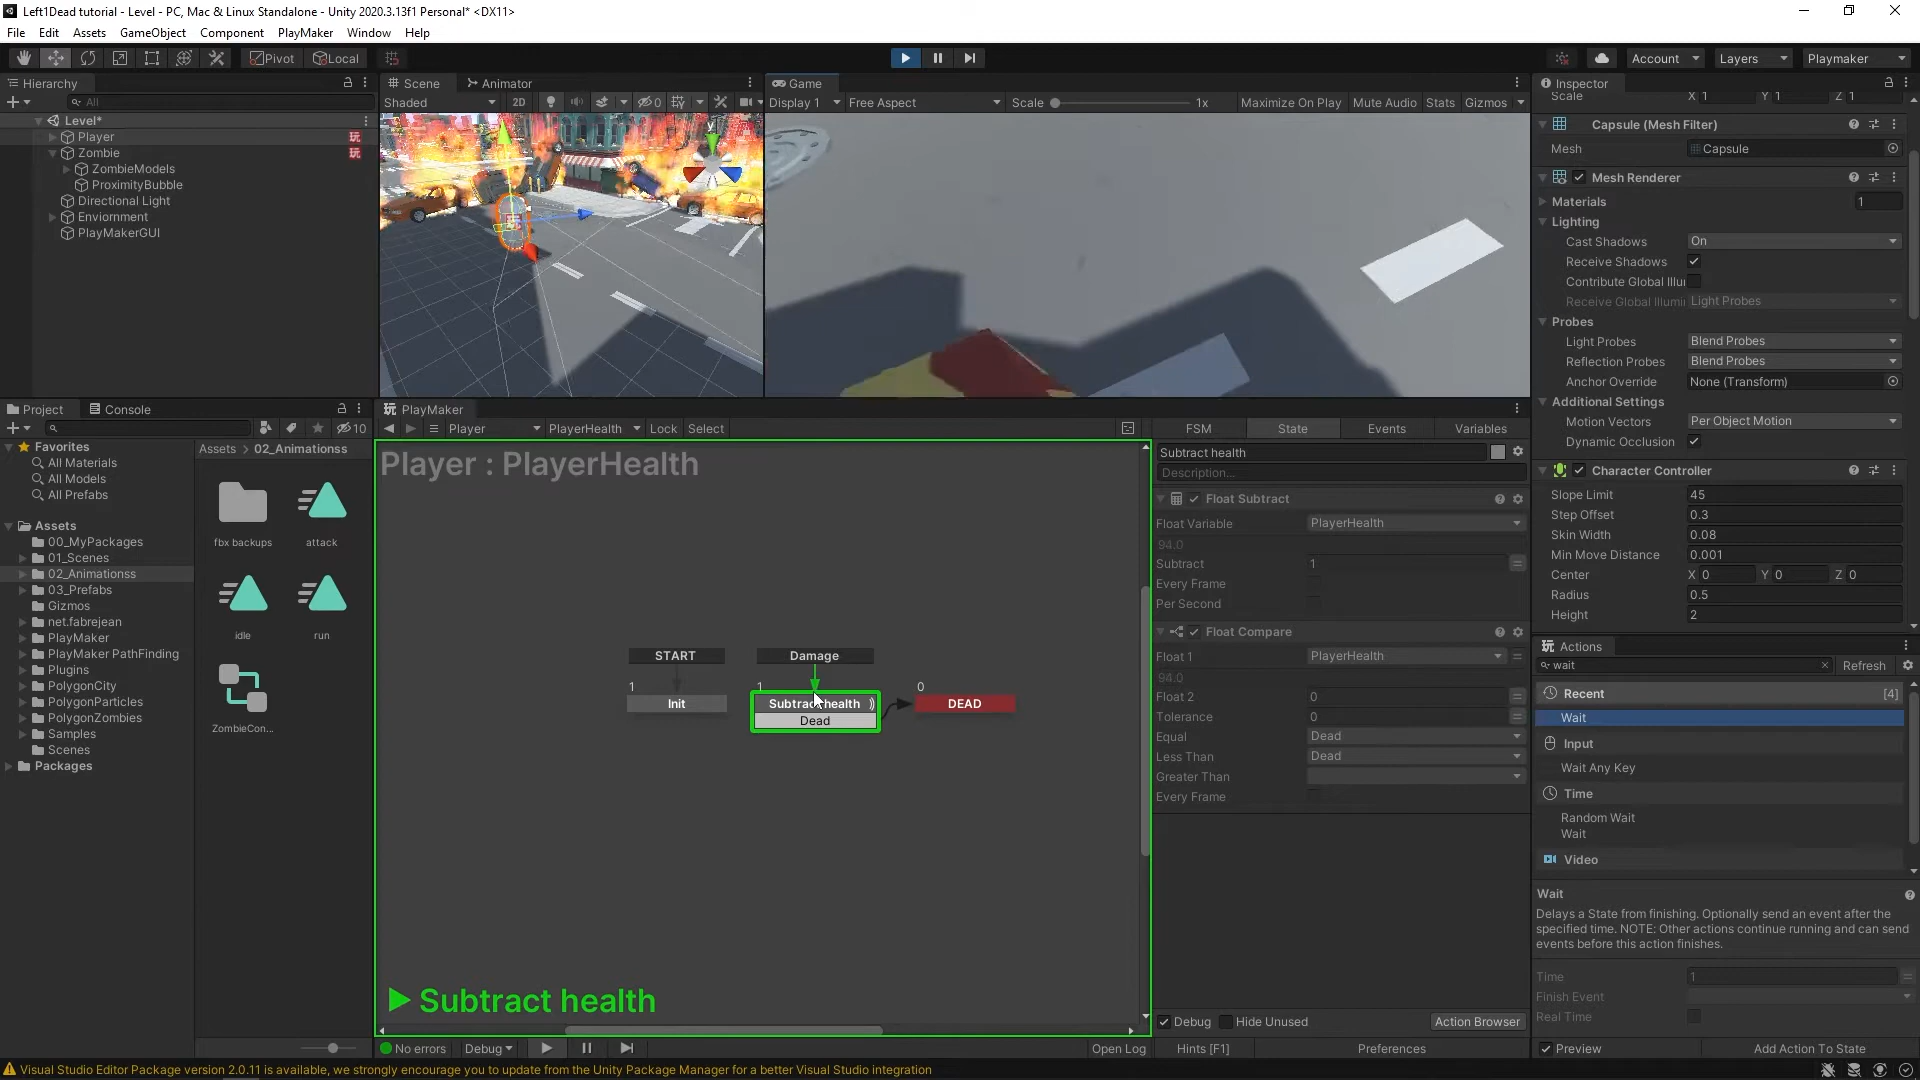 Left1Dead tutorial - Level - PC, Mac & Linux Standalone - Unity 2020.3.13f1 Personal* <DX11>
File Edit Assets GameObject Component PlayMaker Window Help
Pivot Local
Account Layers Playmaker
Hierarchy
All
Level*
Player
Zombie
ZombieModels
ProximityBubble
Directional Light
Enviornment
PlayMakerGUI
Scene Animator
Shaded 2D 0
y
Game
Display 1 Free Aspect Scale 1x Maximize On Play Mute Audio Stats Gizmos
Inspector
Scale X 1 Y 1 Z 1
Capsule (Mesh Filter)
Mesh Capsule
Mesh Renderer
Materials 1
Lighting
Cast Shadows On
Receive Shadows
Contribute Global Illu
Receive Global Illumin Light Probes
Probes
Light Probes Blend Probes
Reflection Probes Blend Probes
Anchor Override None (Transform)
Additional Settings
Motion Vectors Per Object Motion
Dynamic Occlusion
Character Controller
Slope Limit 45
Step Offset 0.3
Skin Width 0.08
Min Move Distance 0.001
Center X 0 Y 0 Z 0
Radius 0.5
Height 2
Project Console
10
Favorites
All Materials
All Models
All Prefabs
Assets
00_MyPackages
01_Scenes
02_Animationss
03_Prefabs
Gizmos
net.fabrejean
PlayMaker
PlayMaker PathFinding
Plugins
PolygonCity
PolygonParticles
PolygonZombies
Samples
Scenes
Packages
Assets > 02_Animationss
fbx backups attack
idle run
ZombieCon...
PlayMaker
Player PlayerHealth Lock Select
Player : PlayerHealth
START Damage
1 1 0
Init Subtract health DEAD
Dead
Subtract health
No errors Debug Open Log
FSM State Events Variables
Subtract health
Description...
Float Subtract
Float Variable PlayerHealth
94.0
Subtract 1
Every Frame
Per Second
Float Compare
Float 1 PlayerHealth
94.0
Float 2 0
Tolerance 0
Equal Dead
Less Than Dead
Greater Than
Every Frame
Debug Hide Unused Action Browser
Hints [F1] Preferences
Actions
wait Refresh
Recent [4]
Wait
Input
Wait Any Key
Time
Random Wait
Wait
Video
Wait
Delays a State from finishing. Optionally send an event after the
specified time. NOTE: Other actions continue running and can send
events before this action finishes.
Time 1
Finish Event
Real Time
Preview Add Action To State
Visual Studio Editor Package version 2.0.11 is available, we strongly encourage you to update from the Unity Package Manager for a better Visual Studio integration